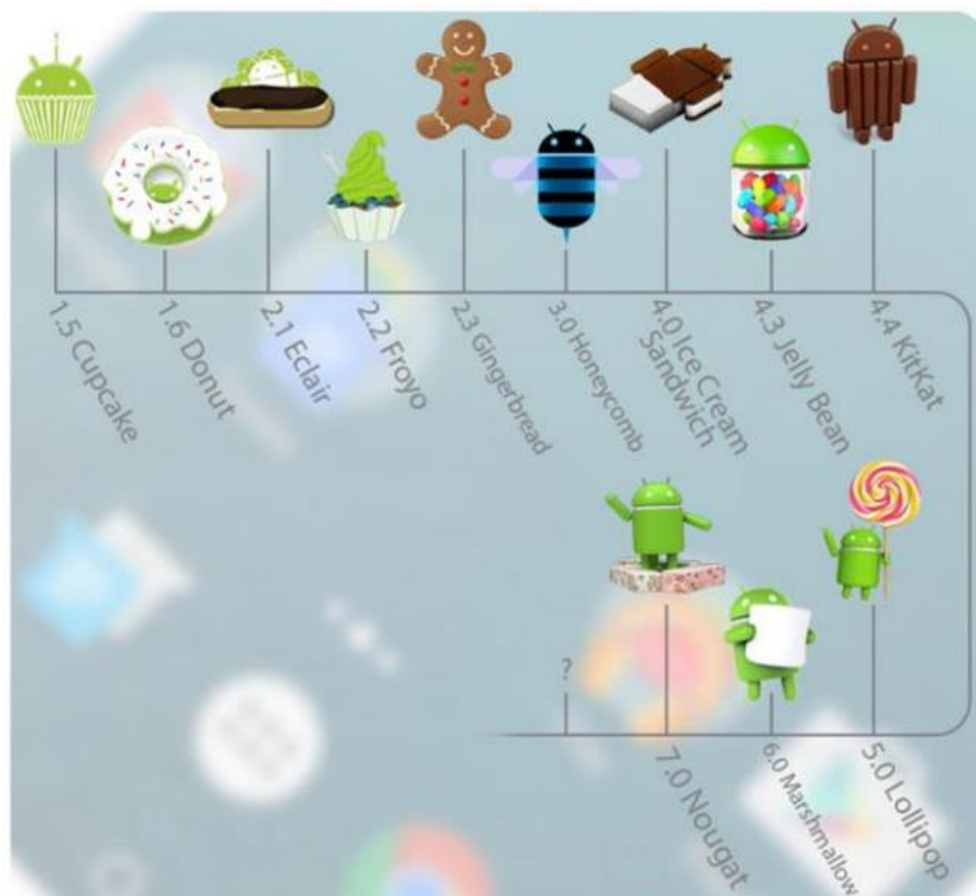 1.5 Cupcake
1.6 Donut
2.1 Eclair
2.2 Froyo
2.3 Gingerbread
3.0 Honeycomb
4.0 Ice Cream
Sandwich
4.3 Jelly Bean
4.4 KitKat
5.0 Lollipop
6.0 Marshmallow
7.0 Nougat
?